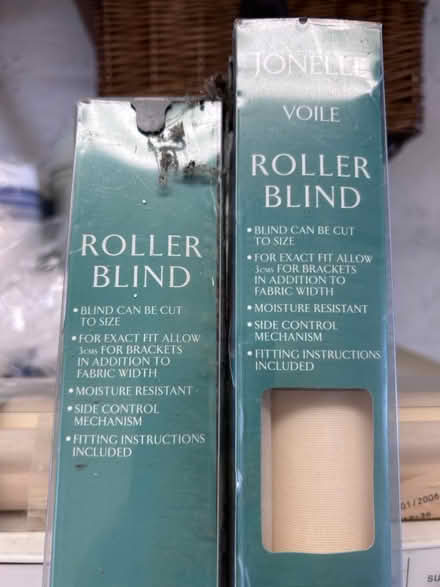 ROLLER
BLIND
• BLIND CAN BE CUT
TO SIZE
• FOR EXACT FIT ALLOW
3CMS FOR BRACKETS
IN ADDITION TO
FABRIC WIDTH
• MOISTURE RESISTANT
• SIDE CONTROL
MECHANISM
• FITTING INSTRUCTIONS
INCLUDED
JONELLE
VOILE
ROLLER
BLIND
• BLIND CAN BE CUT
TO SIZE
• FOR EXACT FIT ALLOW
3CMS FOR BRACKETS
IN ADDITION TO
FABRIC WIDTH
• MOISTURE RESISTANT
• SIDE CONTROL
MECHANISM
• FITTING INSTRUCTIONS
INCLUDED
01/2006
su